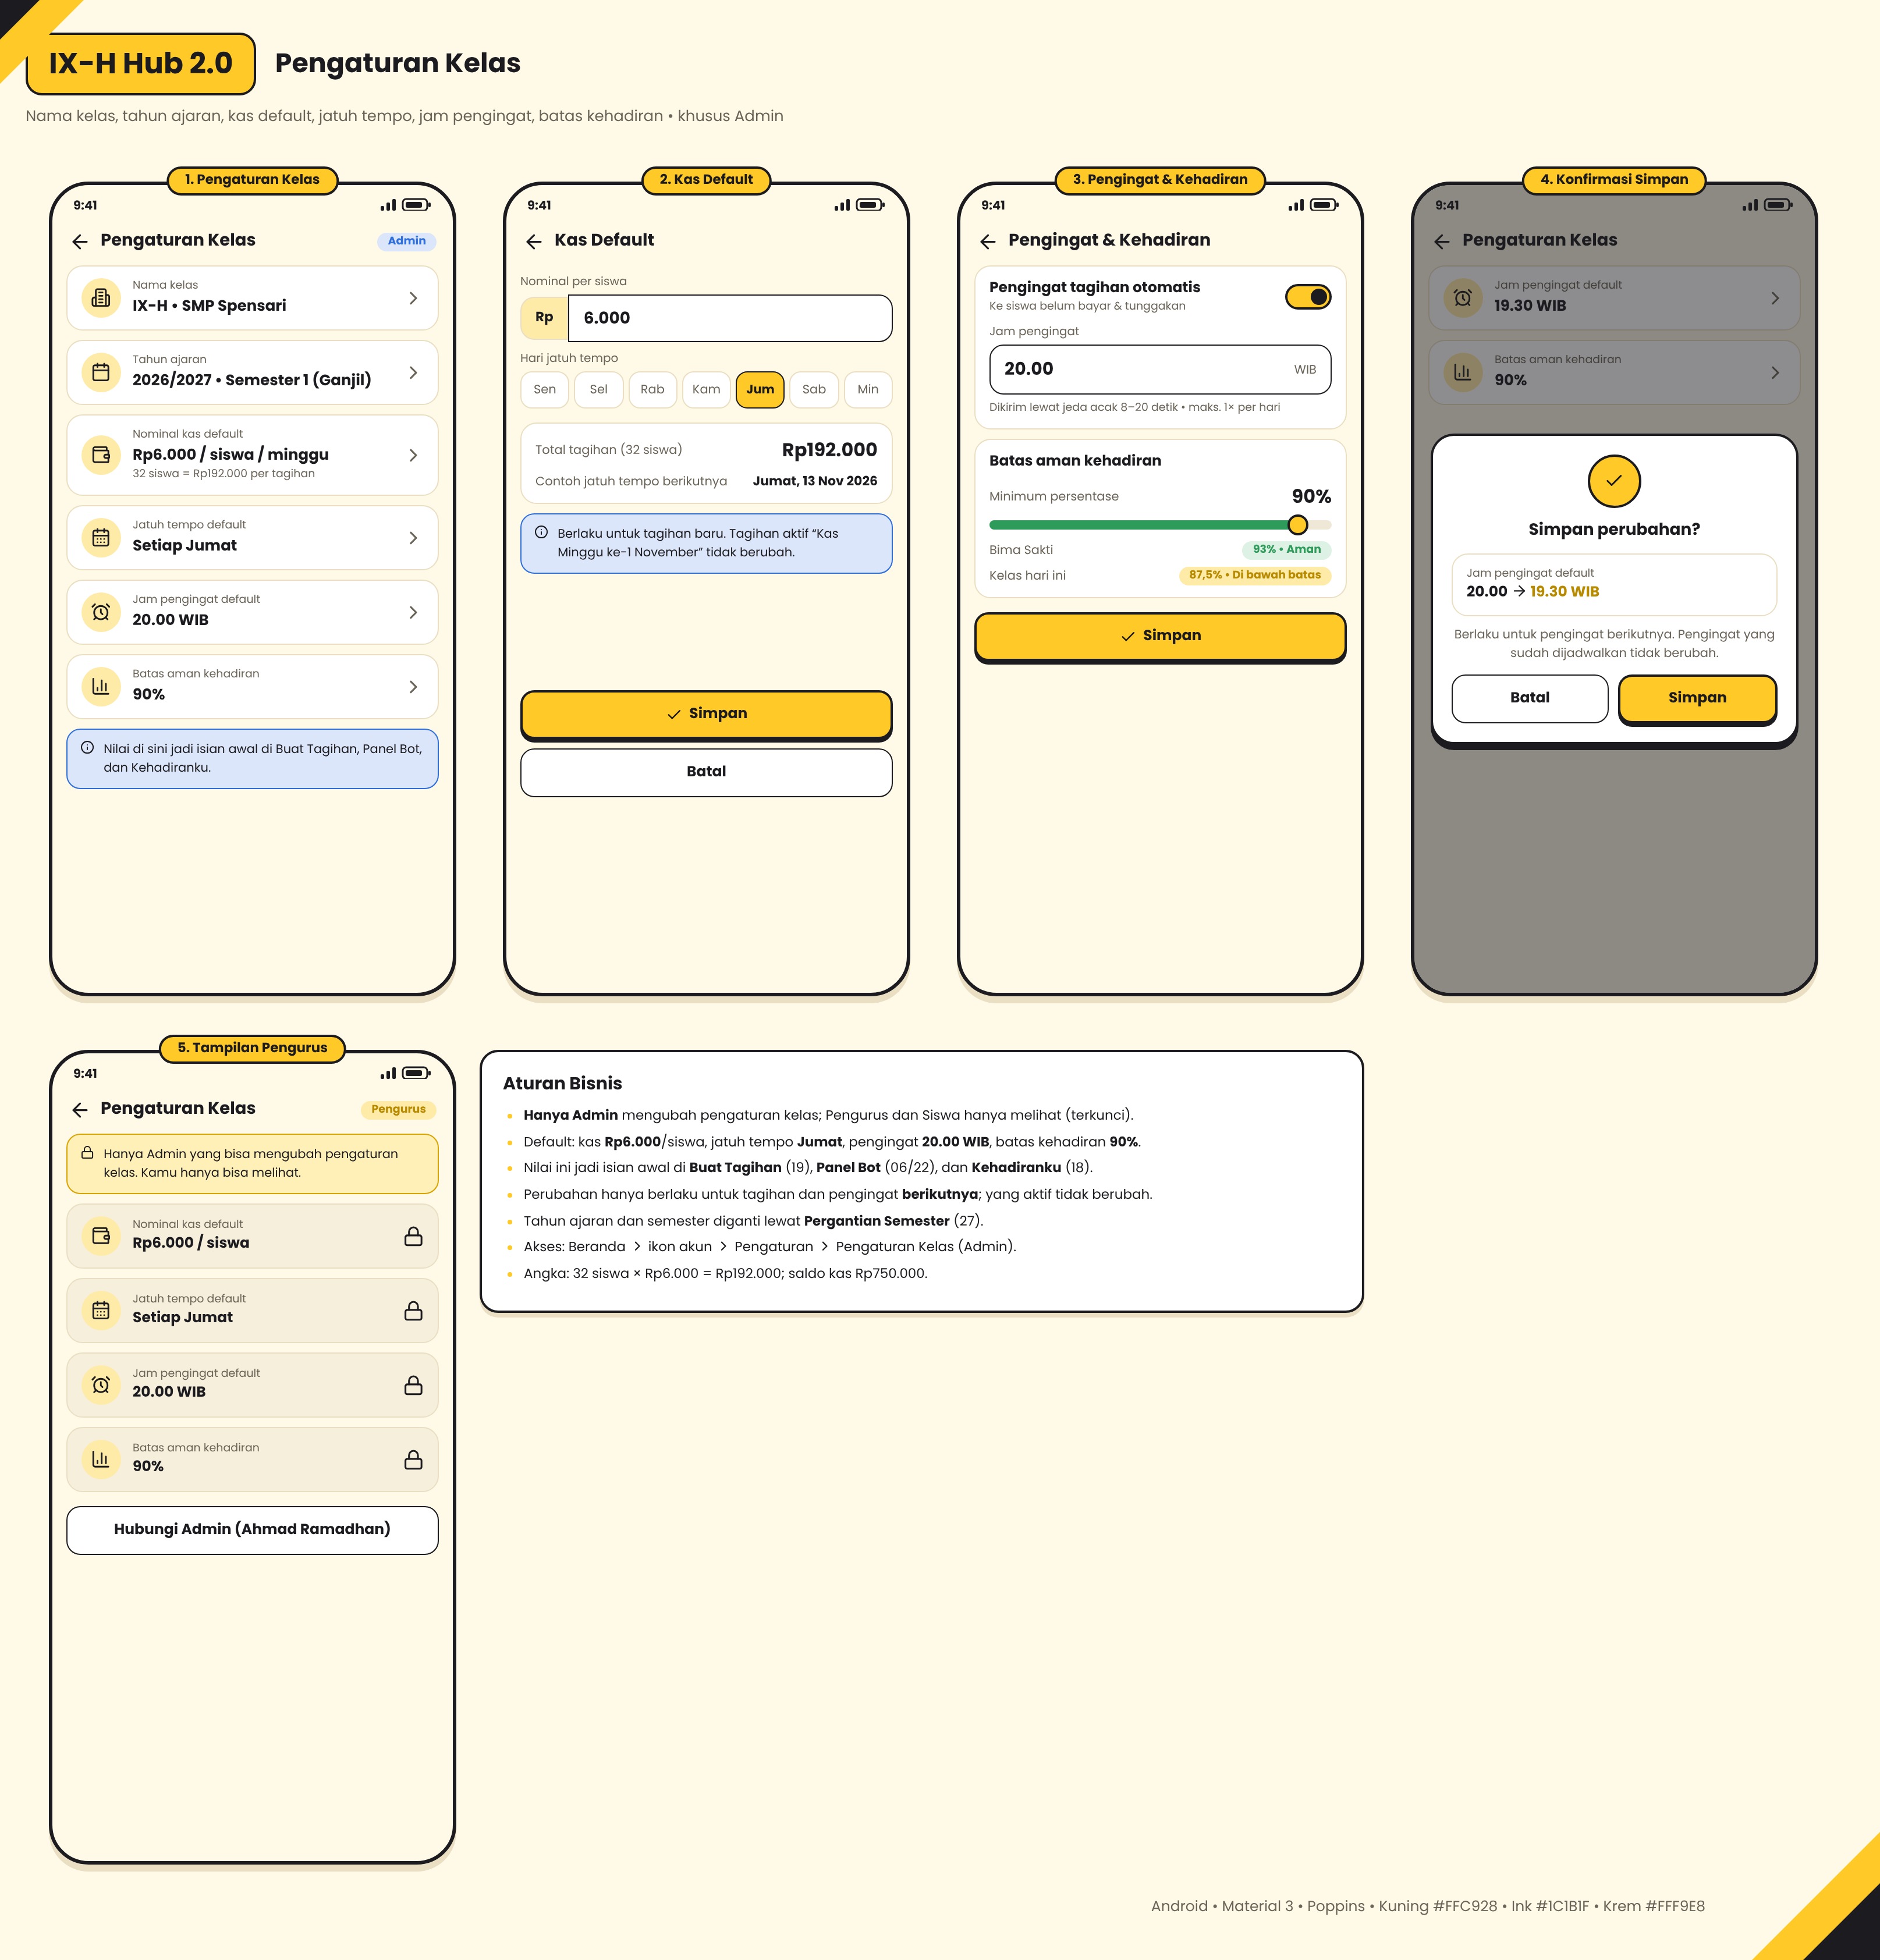 IX-H Hub 2.0
Pengaturan Kelas
Nama kelas, tahun ajaran, kas default, jatuh tempo, jam pengingat, batas kehadiran • khusus Admin
1. Pengaturan Kelas
9:41
Pengaturan Kelas
Admin
Nama kelas
IX-H • SMP Spensari
Tahun ajaran
2026/2027 • Semester 1 (Ganjil)
Nominal kas default
Rp6.000 / siswa / minggu
32 siswa = Rp192.000 per tagihan
Jatuh tempo default
Setiap Jumat
Jam pengingat default
20.00 WIB
Batas aman kehadiran
90%
Nilai di sini jadi isian awal di Buat Tagihan, Panel Bot,
dan Kehadiranku.
2. Kas Default
9:41
Kas Default
Nominal per siswa
Rp 6.000
Hari jatuh tempo
Sen Sel Rab Kam Jum Sab Min
Total tagihan (32 siswa) Rp192.000
Contoh jatuh tempo berikutnya Jumat, 13 Nov 2026
Berlaku untuk tagihan baru. Tagihan aktif “Kas
Minggu ke-1 November” tidak berubah.
Simpan
Batal
3. Pengingat & Kehadiran
9:41
Pengingat & Kehadiran
Pengingat tagihan otomatis
Ke siswa belum bayar & tunggakan
Jam pengingat
20.00 WIB
Dikirim lewat jeda acak 8–20 detik • maks. 1× per hari
Batas aman kehadiran
Minimum persentase 90%
Bima Sakti 93% • Aman
Kelas hari ini 87,5% • Di bawah batas
Simpan
4. Konfirmasi Simpan
9:41
Pengaturan Kelas
Jam pengingat default
19.30 WIB
Batas aman kehadiran
90%
Simpan perubahan?
Jam pengingat default
20.00 → 19.30 WIB
Berlaku untuk pengingat berikutnya. Pengingat yang
sudah dijadwalkan tidak berubah.
Batal
Simpan
5. Tampilan Pengurus
9:41
Pengaturan Kelas
Pengurus
Hanya Admin yang bisa mengubah pengaturan
kelas. Kamu hanya bisa melihat.
Nominal kas default
Rp6.000 / siswa
Jatuh tempo default
Setiap Jumat
Jam pengingat default
20.00 WIB
Batas aman kehadiran
90%
Hubungi Admin (Ahmad Ramadhan)
Aturan Bisnis
Hanya Admin mengubah pengaturan kelas; Pengurus dan Siswa hanya melihat (terkunci).
Default: kas Rp6.000/siswa, jatuh tempo Jumat, pengingat 20.00 WIB, batas kehadiran 90%.
Nilai ini jadi isian awal di Buat Tagihan (19), Panel Bot (06/22), dan Kehadiranku (18).
Perubahan hanya berlaku untuk tagihan dan pengingat berikutnya; yang aktif tidak berubah.
Tahun ajaran dan semester diganti lewat Pergantian Semester (27).
Akses: Beranda > ikon akun > Pengaturan > Pengaturan Kelas (Admin).
Angka: 32 siswa × Rp6.000 = Rp192.000; saldo kas Rp750.000.
Android • Material 3 • Poppins • Kuning #FFC928 • Ink #1C1B1F • Krem #FFF9E8